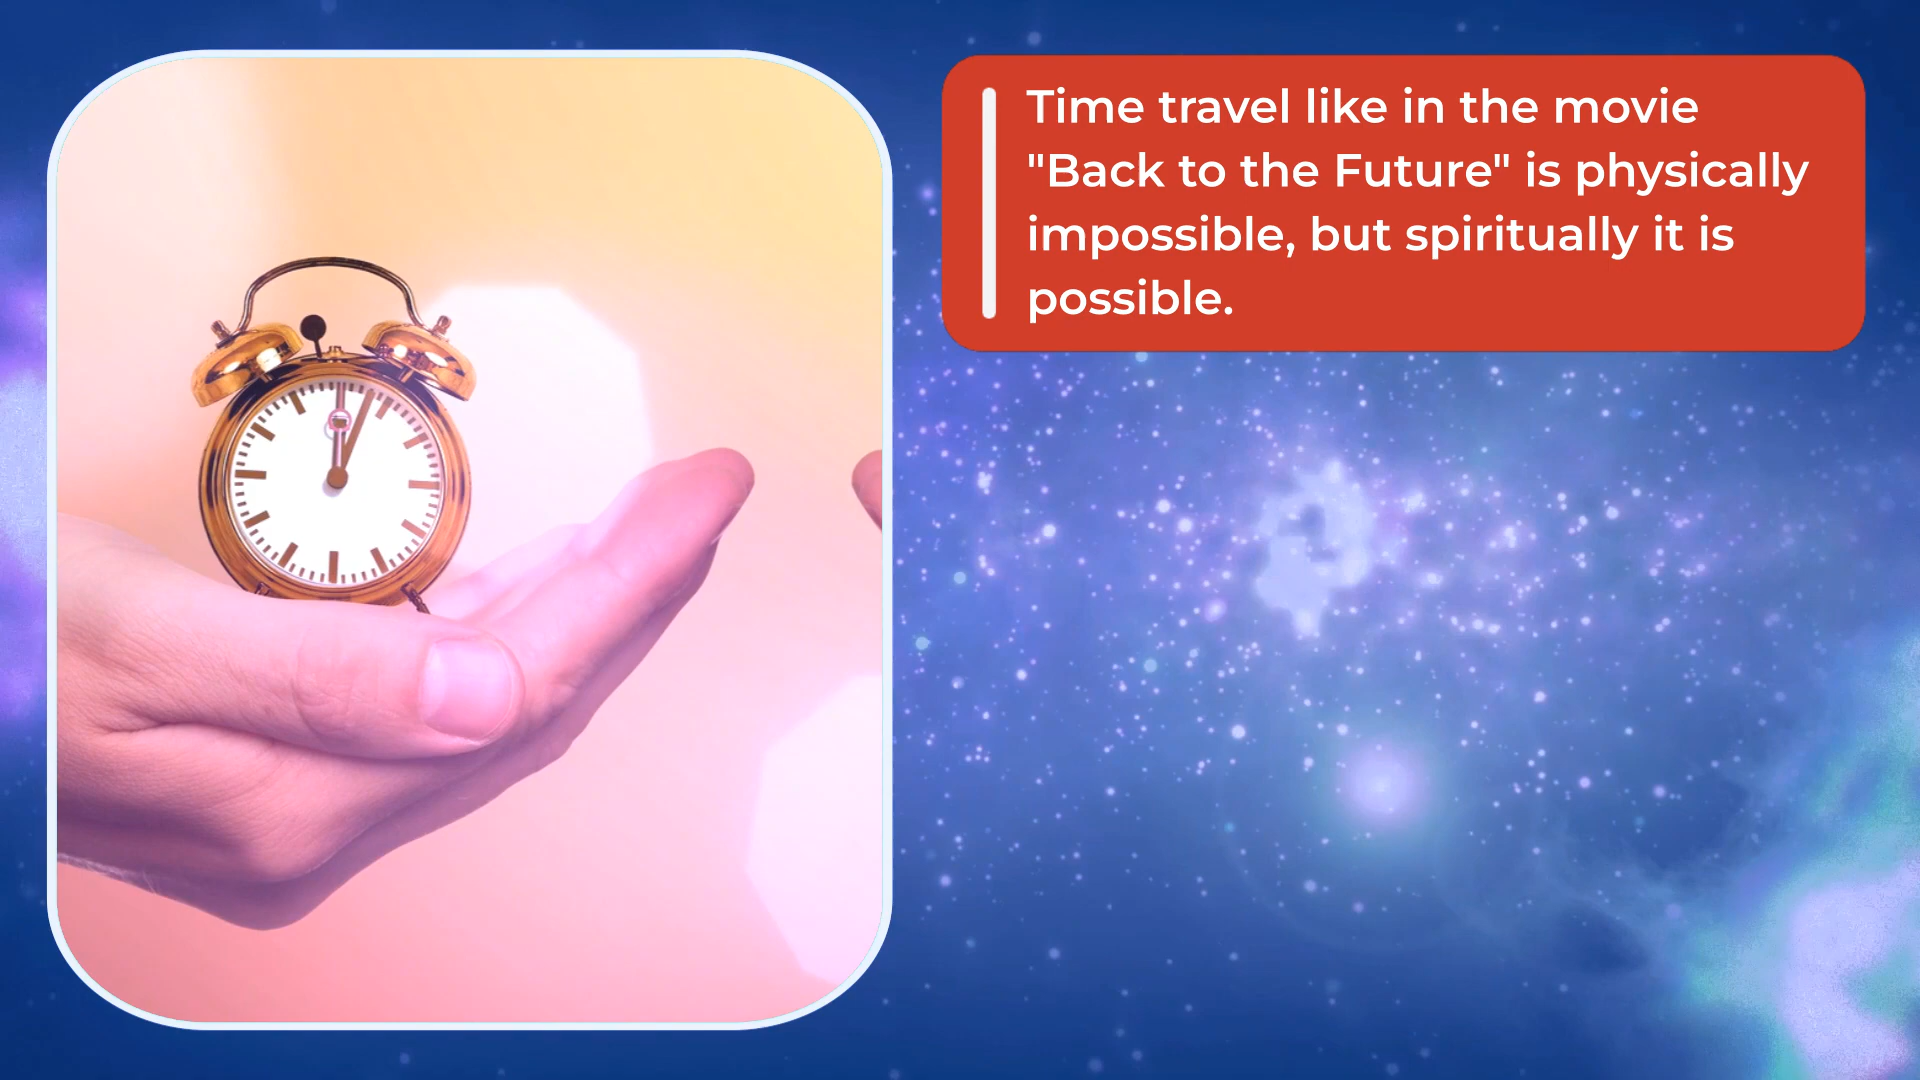 Time travel like in the movie
"Back to the Future" is physically
impossible, but spiritually it is
possible.